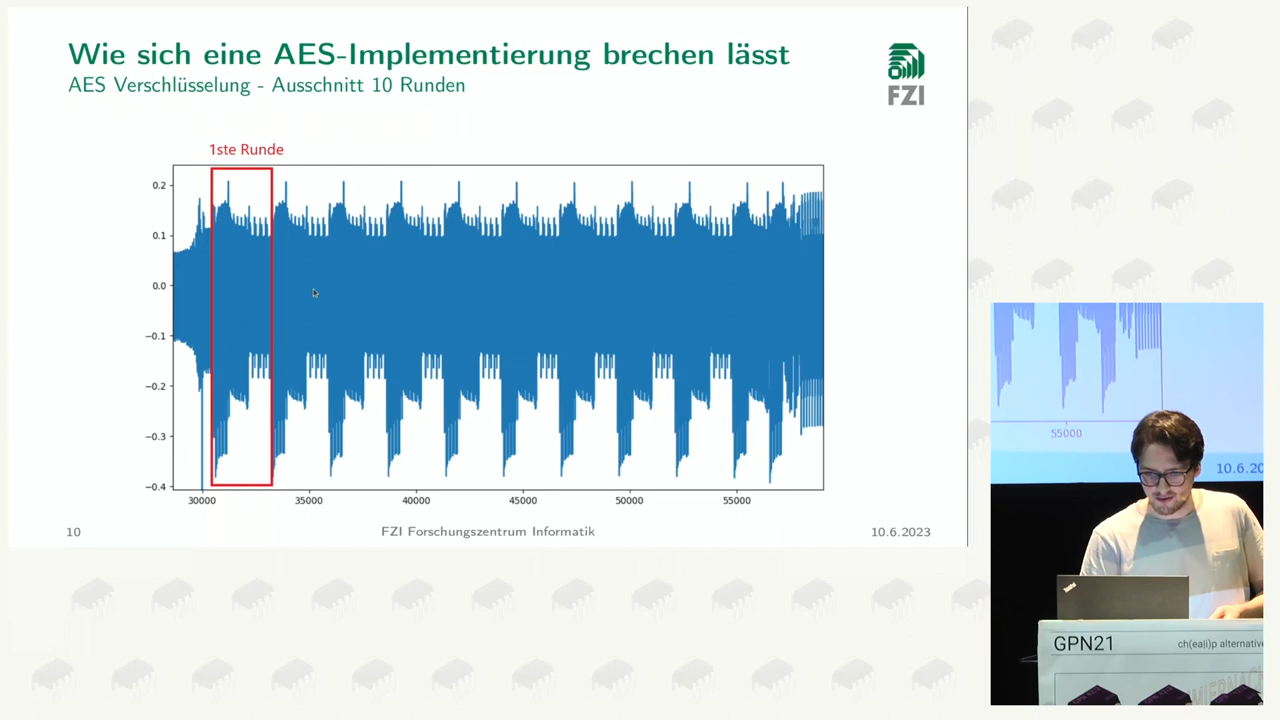 Wie sich eine AES-Implementierung brechen lässt
AES Verschlüsselung - Ausschnitt 10 Runden
FZI
1ste Runde
0.2
0.1
0.0
−0.1
−0.2
−0.3
−0.4
30000
35000
40000
45000
50000
55000
10
FZI Forschungszentrum Informatik
10.6.2023
55000
10.6.20
GPN21
ch(ea|i)p alternativ